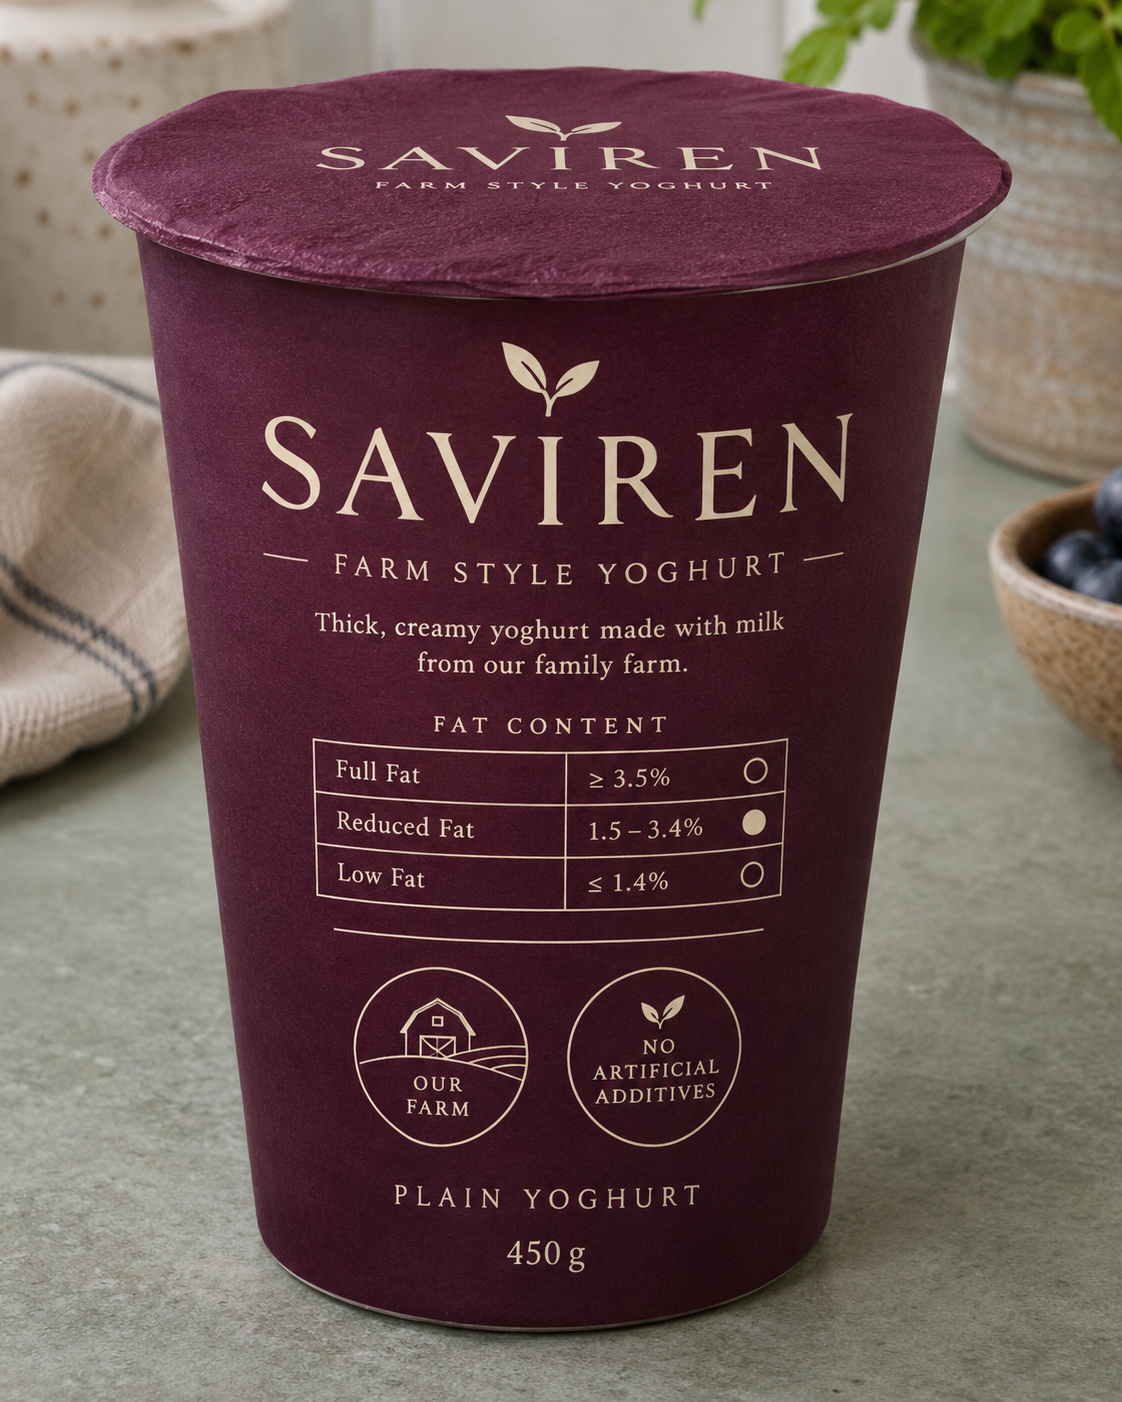 SAVIREN
FARM STYLE YOGHURT
SAVIREN
FARM STYLE YOGHURT
Thick, creamy yoghurt made with milk
from our family farm.
FAT CONTENT
Full Fat ≥ 3.5%
Reduced Fat 1.5 – 3.4%
Low Fat ≤ 1.4%
OUR
FARM
NO
ARTIFICIAL
ADDITIVES
PLAIN YOGHURT
450 g